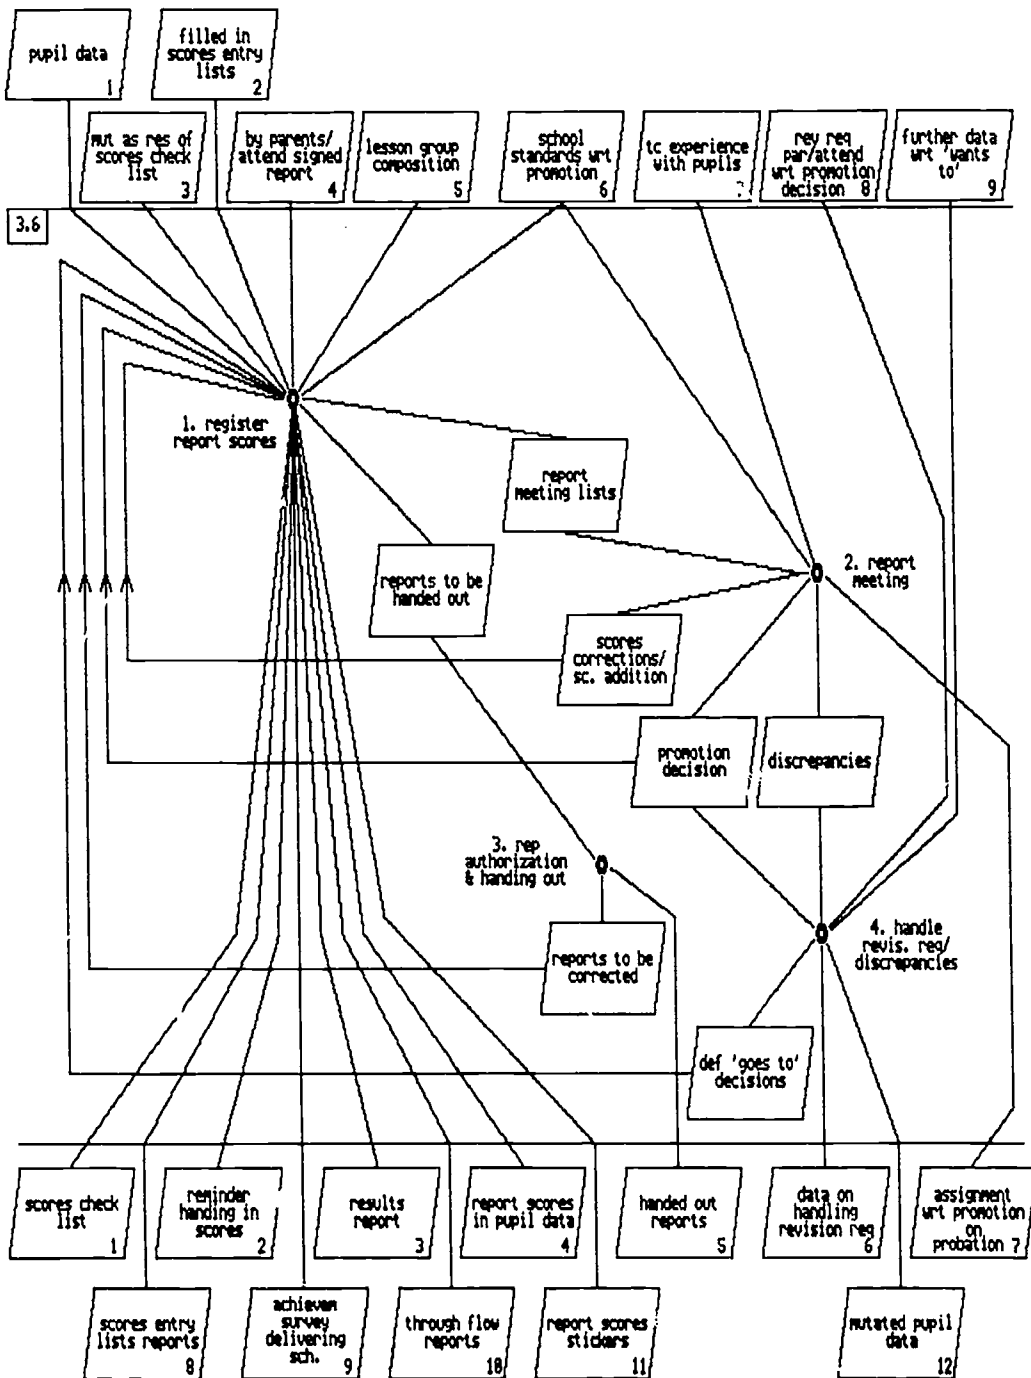 pupil data
1
filled in
scores entry
lists
2
mut as res of
scores check
list
3
by parents/
attend signed
report
4
lesson group
composition
5
school
standards wrt
promotion
6
tc experience
with pupils
7
rev req
par/attend
wrt promotion
decision 8
further data
wrt 'wants
to'
9
3.6
1. register
report scores
report
meeting lists
reports to be
handed out
2. report
meeting
scores
corrections/
sc. addition
promotion
decision
discrepancies
3. rep
authorization
& handing out
reports to be
corrected
4. handle
revis. req/
discrepancies
def 'goes to'
decisions
scores check
list
1
reminder
handing in
scores
2
results
report
3
report scores
in pupil data
4
handed out
reports
5
data on
handling
revision req
6
assignment
wrt promotion
on
probation 7
scores entry
lists reports
8
achievem
survey
delivering
sch.
9
through flow
reports
10
report scores
stickers
11
mutated pupil
data
12